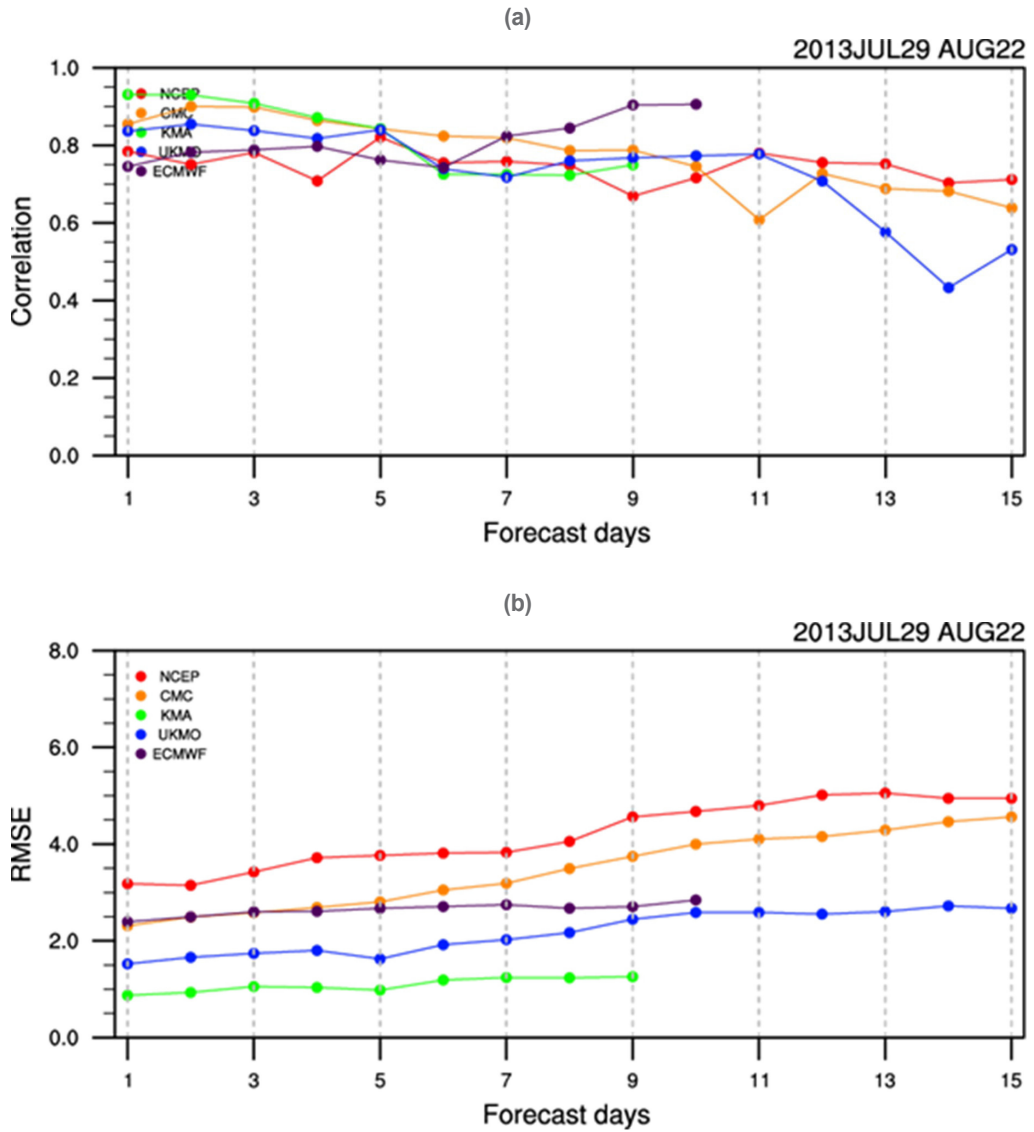 (a)
2013JUL29 AUG22
1.0
0.8
0.6
0.4
0.2
0.0
Correlation
NCEP
CMC
KMA
UKMO
ECMWF
1 3 5 7 9 11 13 15
Forecast days
(b)
2013JUL29 AUG22
8.0
6.0
4.0
2.0
0.0
RMSE
NCEP
CMC
KMA
UKMO
ECMWF
1 3 5 7 9 11 13 15
Forecast days